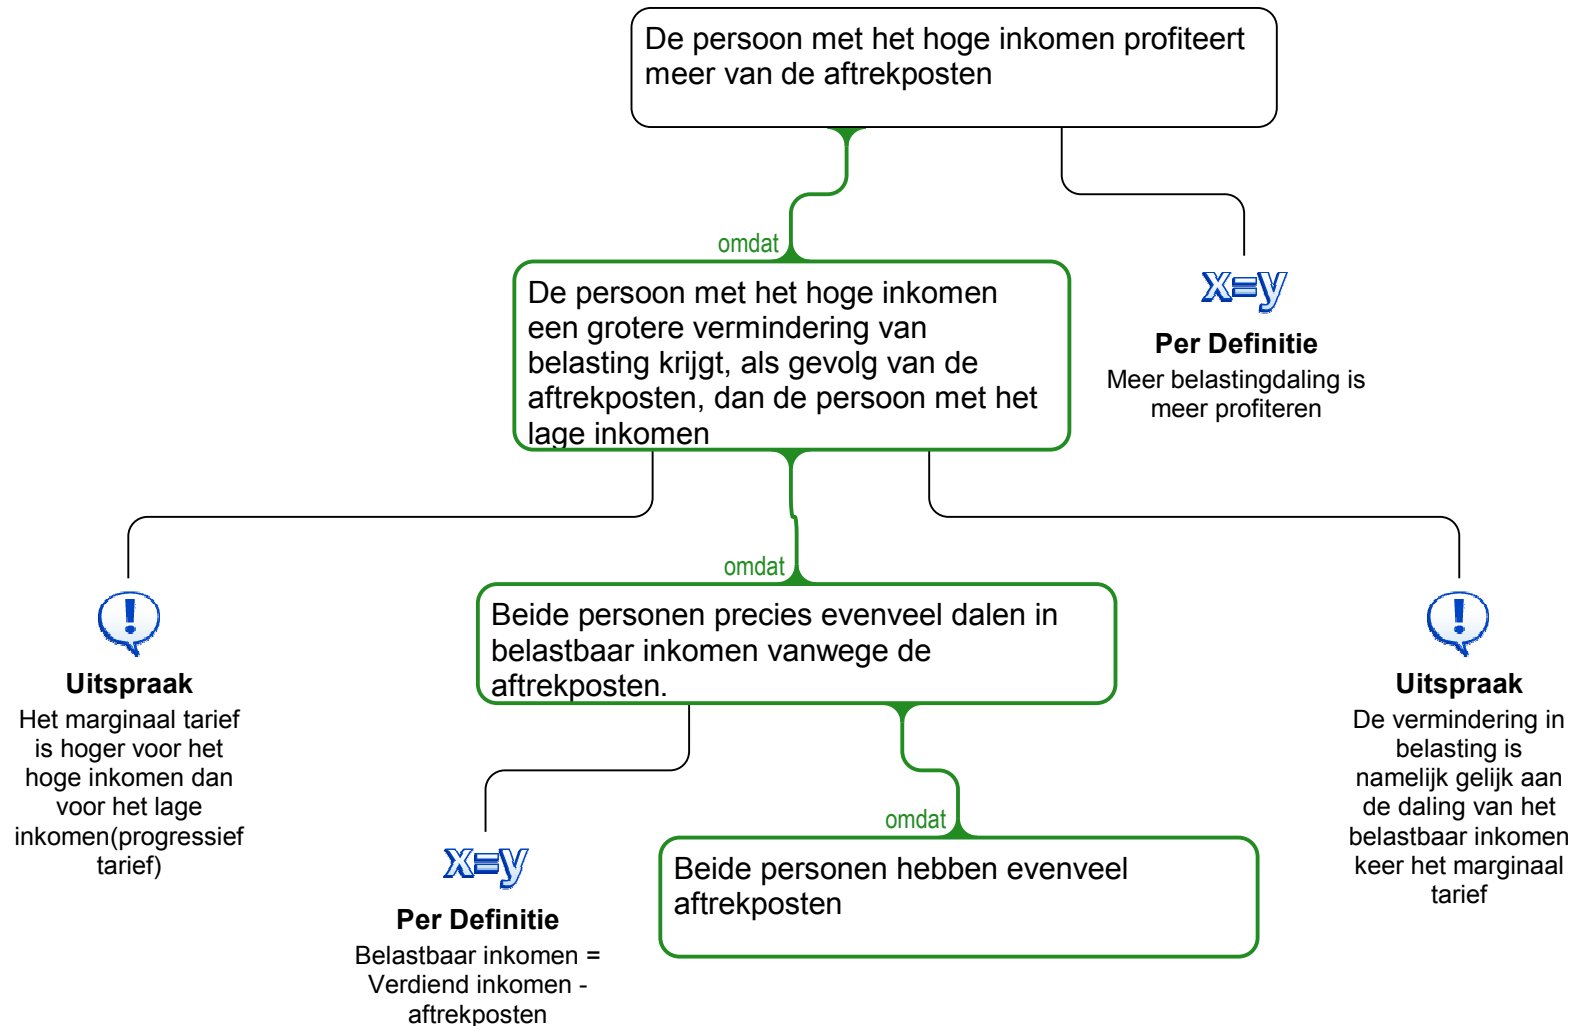 De persoon met het hoge inkomen profiteert
meer van de aftrekposten
omdat
De persoon met het hoge inkomen
een grotere vermindering van
belasting krijgt, als gevolg van de
aftrekposten, dan de persoon met het
lage inkomen
x=y
Per Definitie
Meer belastingdaling is
meer profiteren
omdat
Beide personen precies evenveel dalen in
belastbaar inkomen vanwege de
aftrekposten.
!
Uitspraak
Het marginaal tarief
is hoger voor het
hoge inkomen dan
voor het lage
inkomen(progressief
tarief)
!
Uitspraak
De vermindering in
belasting is
namelijk gelijk aan
de daling van het
belastbaar inkomen
keer het marginaal
tarief
x=y
Per Definitie
Belastbaar inkomen =
Verdiend inkomen -
aftrekposten
omdat
Beide personen hebben evenveel
aftrekposten